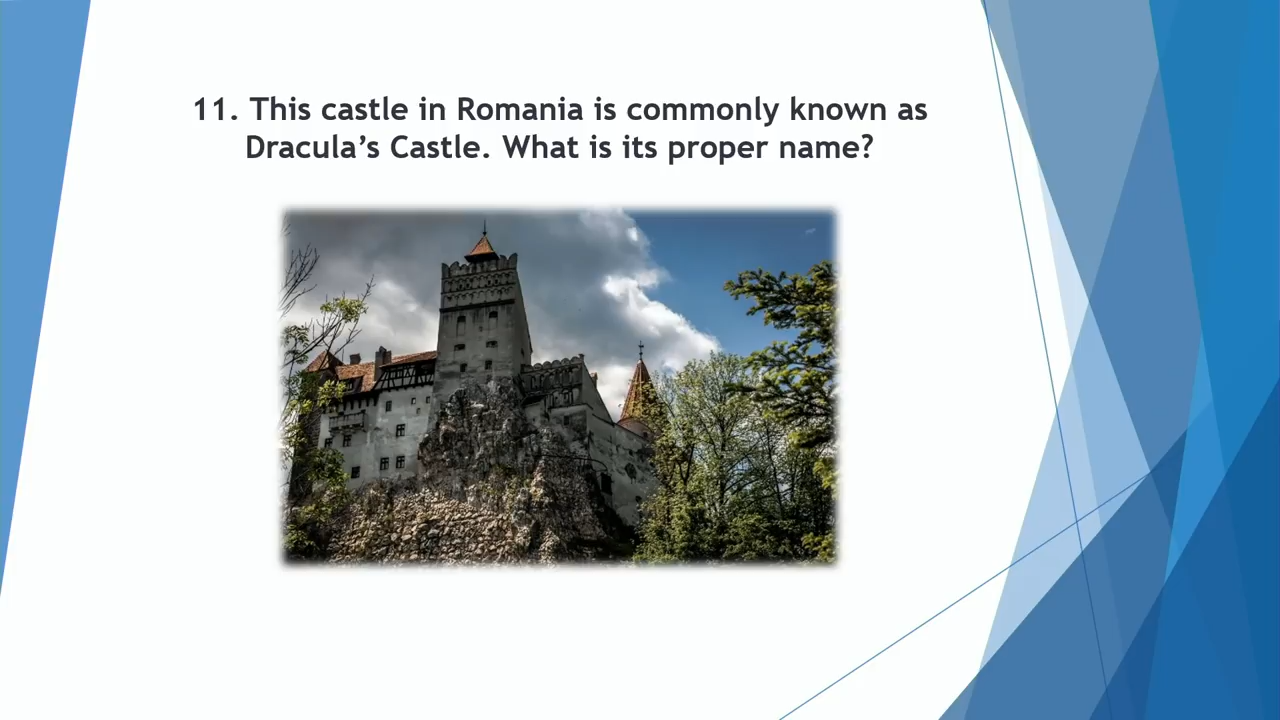 11. This castle in Romania is commonly known as
Dracula’s Castle. What is its proper name?